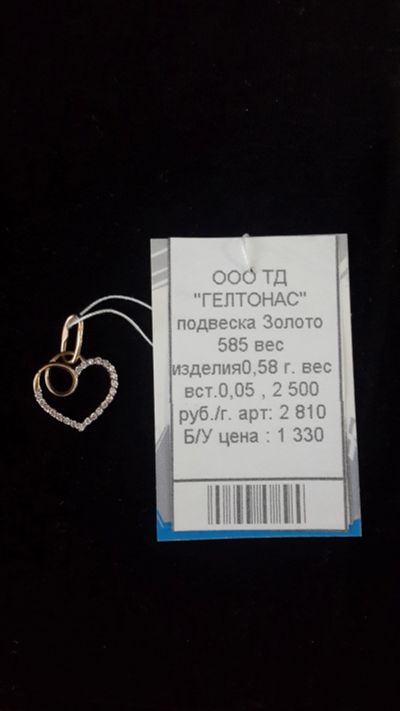 ООО ТД
"ГЕЛТОНАС"
подвеска Золото
585 вес
изделия0,58 г. вес
вст.0,05 , 2 500
руб./г. арт: 2 810
Б/У цена : 1 330